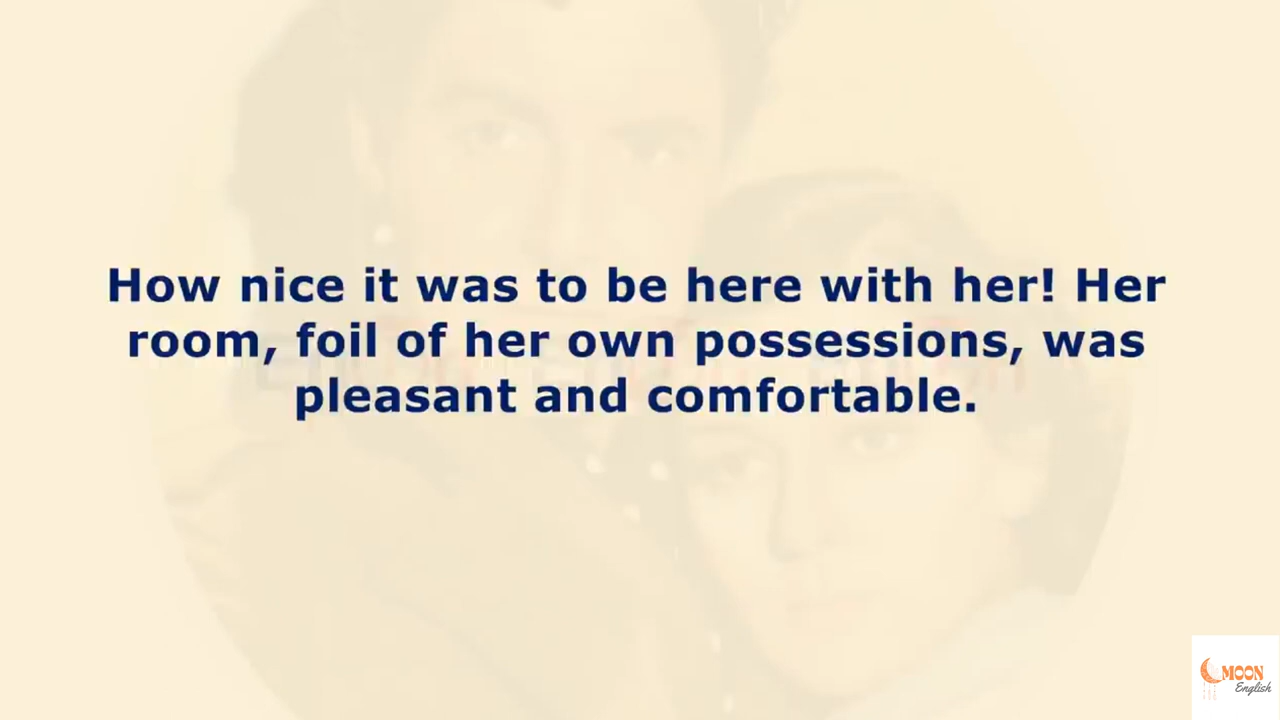 How nice it was to be here with her! Her
room, foil of her own possessions, was
pleasant and comfortable.
MOON
English